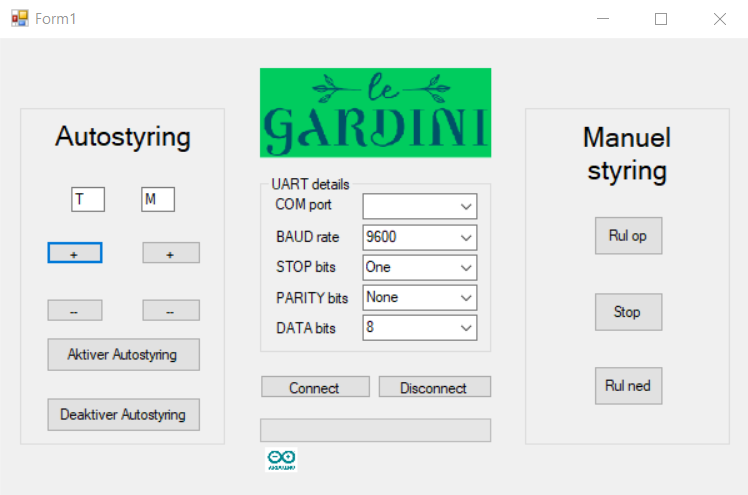 Form1
Autostyring
T M
+ +
-- --
Aktiver Autostyring
Deaktiver Autostyring
le
GARDINI
UART details
COM port
BAUD rate 9600
STOP bits One
PARITY bits None
DATA bits 8
Connect Disconnect
ARDUINO
Manuel
styring
Rul op
Stop
Rul ned